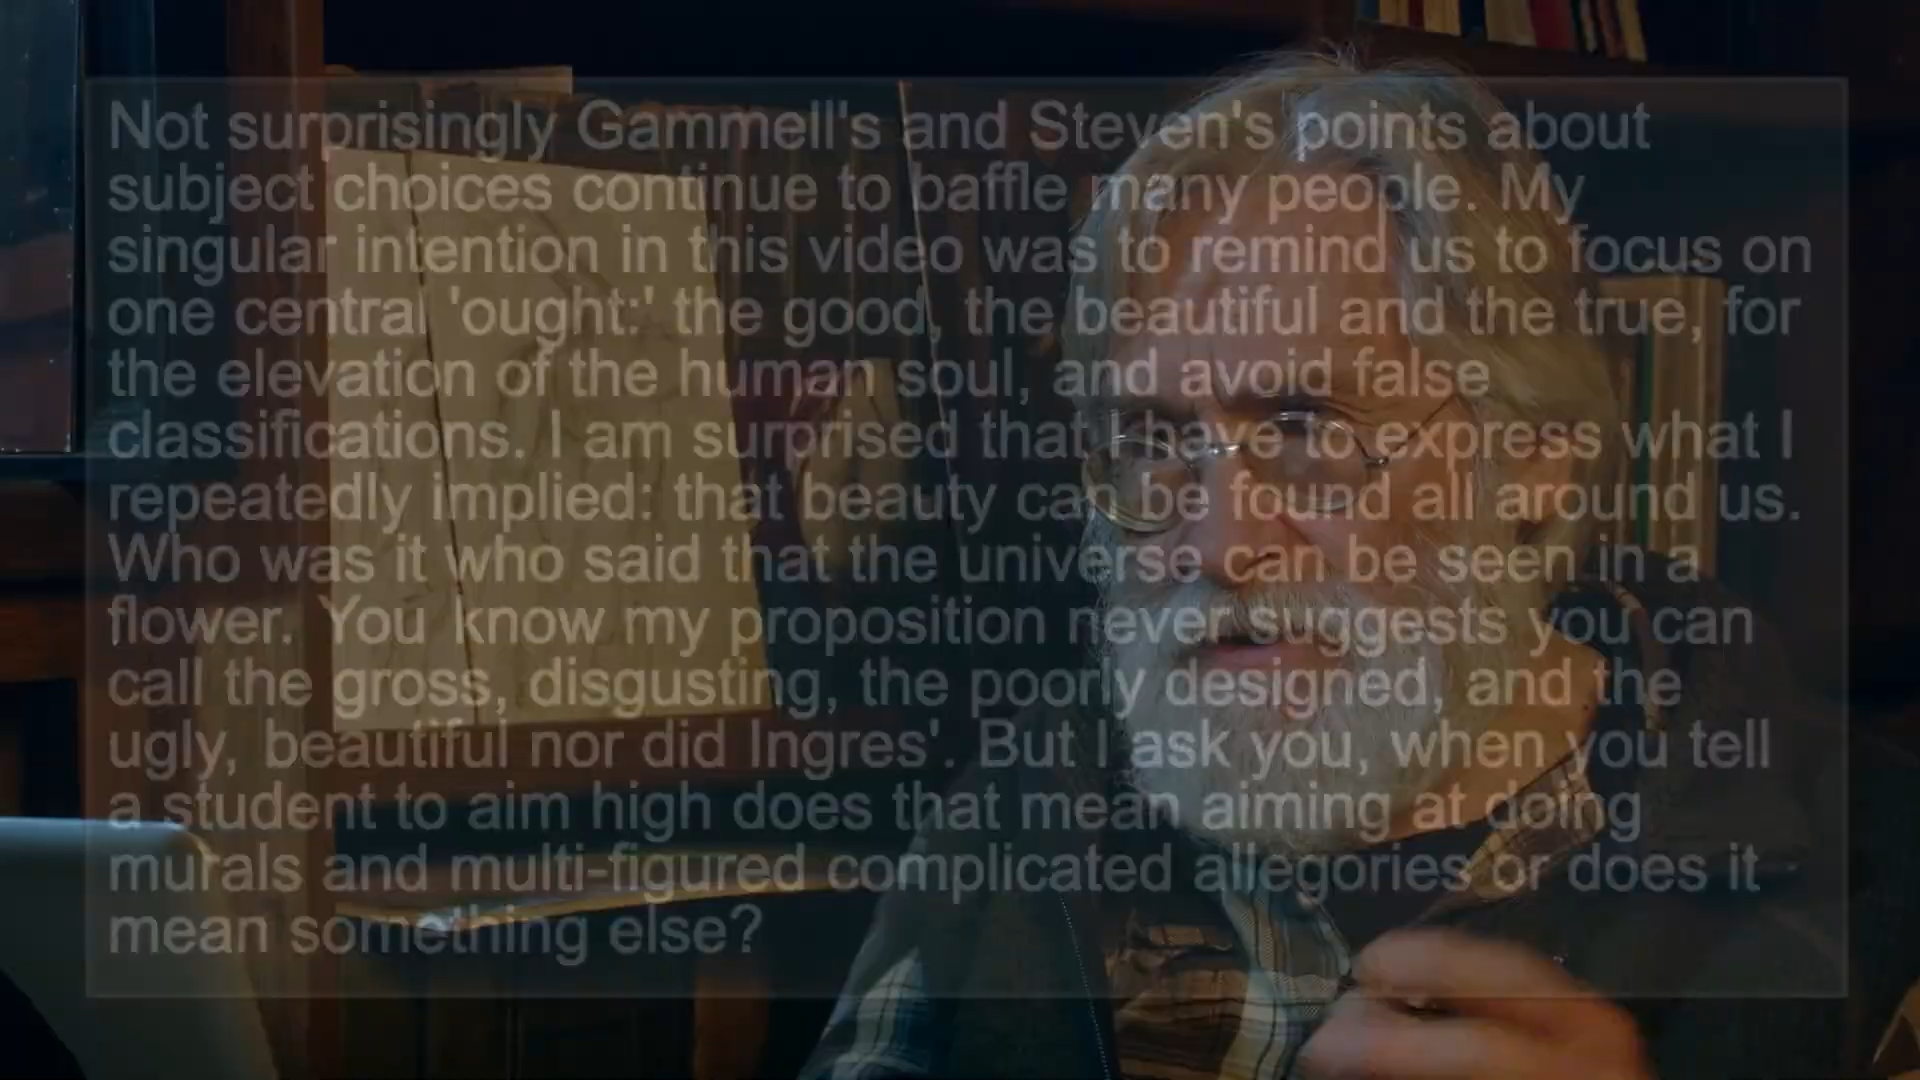 Not surprisingly Gammell's and Steven's points about
subject choices continue to baffle many people. My
singular intention in this video was to remind us to focus on
one central 'ought:' the good, the beautiful and the true, for
the elevation of the human soul, and avoid false
classifications. I am surprised that I have to express what I
repeatedly implied: that beauty can be found all around us.
Who was it who said that the universe can be seen in a
flower. You know my proposition never suggests you can
call the gross, disgusting, the poorly designed, and the
ugly, beautiful nor did Ingres'. But I ask you, when you tell
a student to aim high does that mean aiming at doing
murals and multi-figured complicated allegories or does it
mean something else?